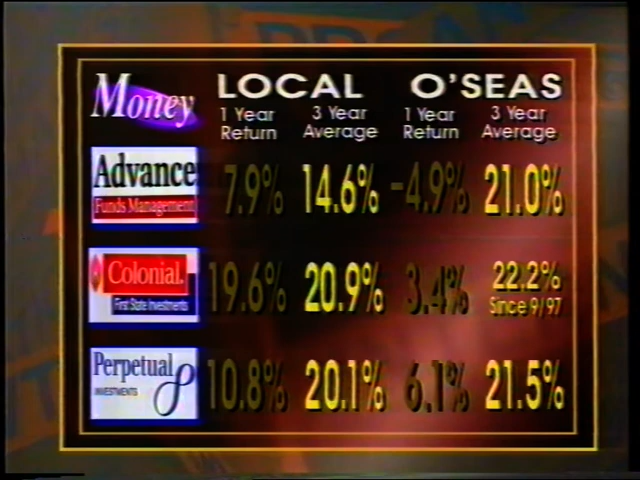 Money LOCAL O'SEAS
1 Year Return 3 Year Average 1 Year Return 3 Year Average
Advance Funds Management 7.9% 14.6% -4.9% 21.0%
Colonial. First State Investments 19.6% 20.9% 3.4% 22.2% Since 9/97
Perpetual INVESTMENTS 10.8% 20.1% 6.1% 21.5%